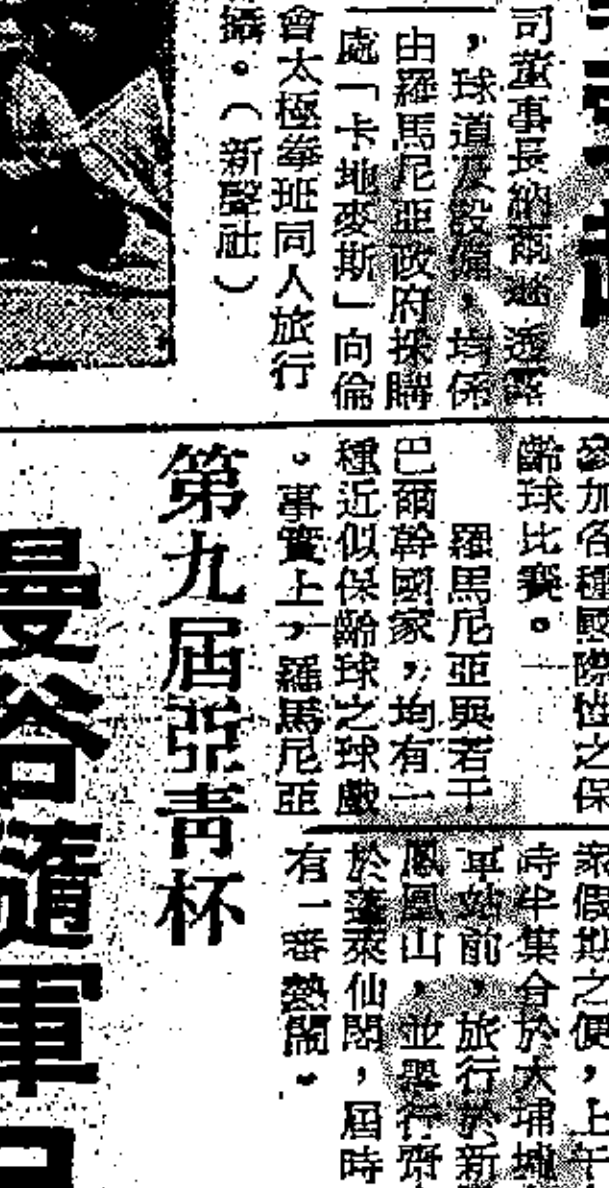 司董事長納爾遜透露
，球道及設備，均係
由羅馬尼亞政府採購
處「卡地麥斯」向倫
會太極拳班同人旅行
攝。（新聲社）
參加各種國際性之保
齡球比賽。
羅馬尼亞與若干
巴爾幹國家，均有一
種近似保齡球之球戲
。事實上，羅馬尼亞
第九屆亞青杯
曼谷隨軍
假期之便，上午
時半集合於大埔墟
車站前，旅行於新
鳳凰山，並舉行齋
於蓬萊仙閣，屆時
有一番熱鬧。